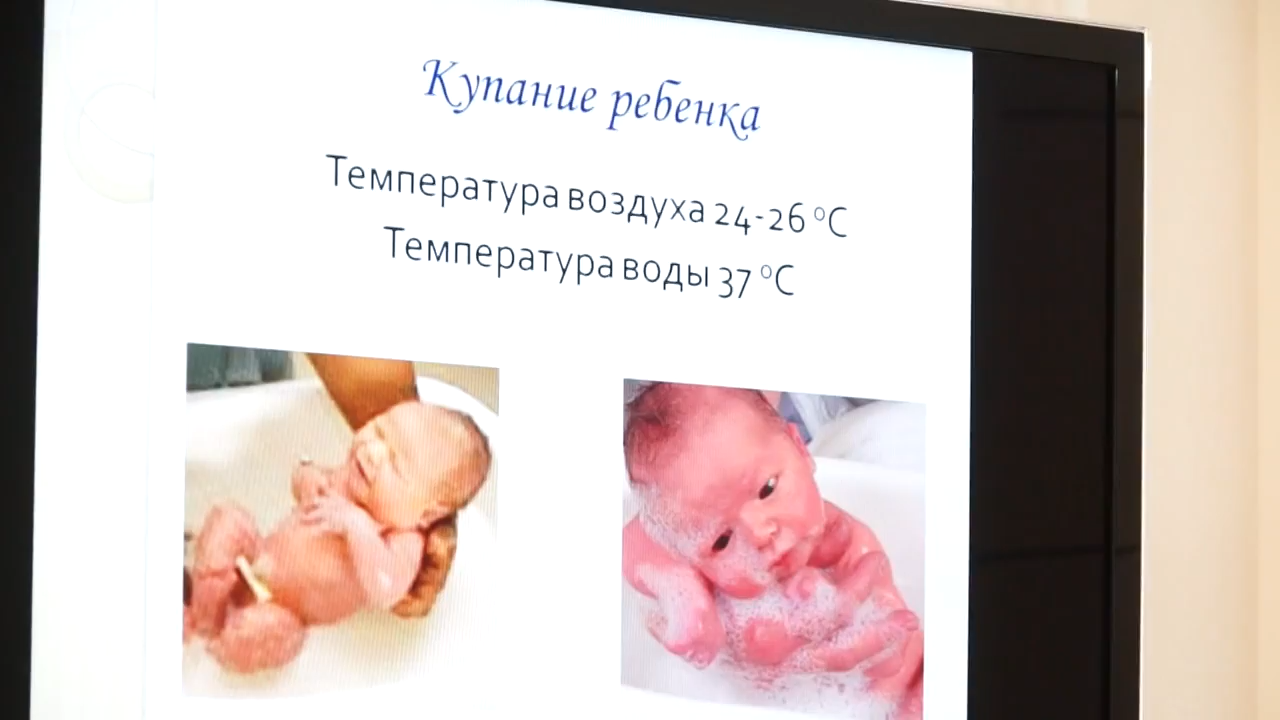 Купание ребенка
Температура воздуха 24-26 °C
Температура воды 37 °C